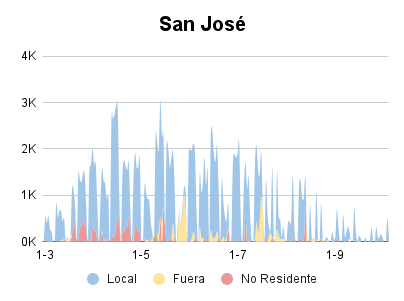 San José
4K
3K
2K
1K
0K
1-3 1-5 1-7 1-9
Local Fuera No Residente